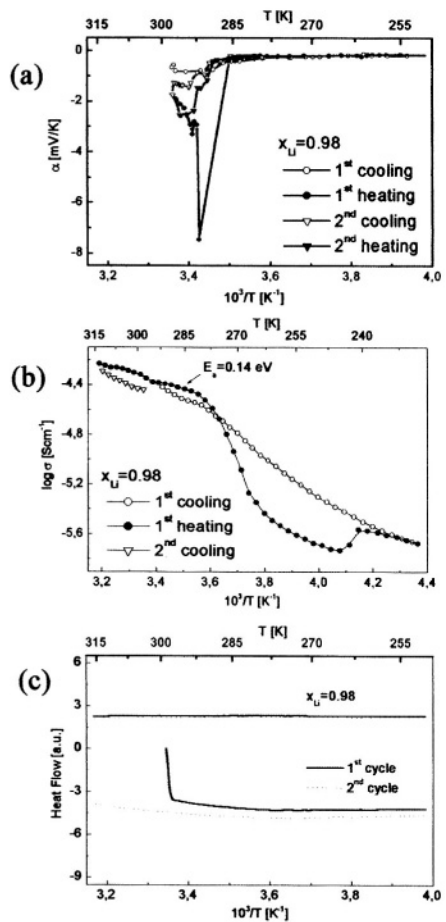 T [K]
315 300 285 270 255
(a)
0
-2
-4
-6
-8
α [mV/K]
x Li=0.98
1st cooling
1st heating
2nd cooling
2nd heating
3,2 3,4 3,6 3,8 4,0
10³/T [K⁻¹]
T [K]
315 300 285 270 240
(b)
-4,4
-4,8
-5,2
-5,6
log σ [Scm⁻¹]
E a=0.14 eV
x Li=0.98
1st cooling
1st heating
2nd cooling
3,2 3,4 3,6 3,8 4,0 4,2 4,4
10³/T [K⁻¹]
T [K]
315 300 285 270 255
(c)
6
3
0
-3
-6
-9
Heat Flow [a.u.]
x Li=0.98
1st cycle
2nd cycle
3,2 3,4 3,6 3,8 4,0
10³/T [K⁻¹]